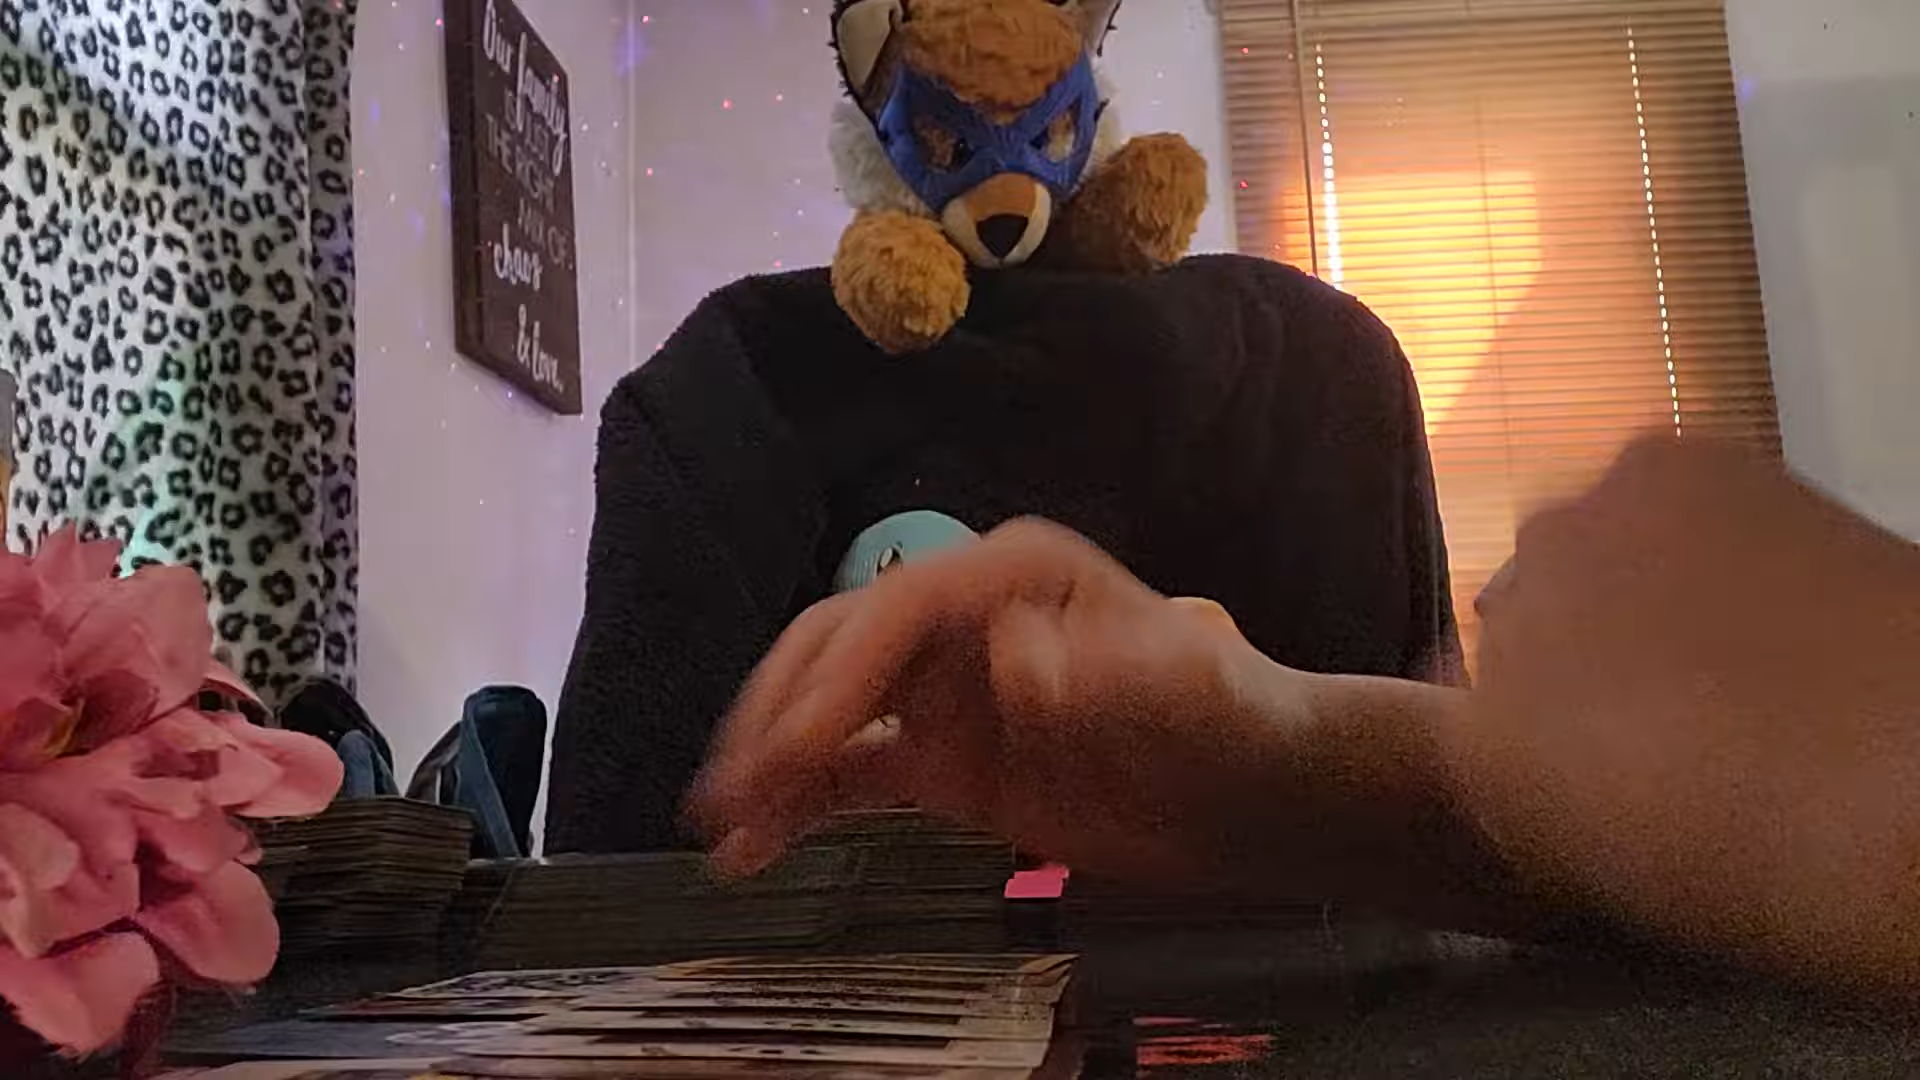 Our family
IS JUST
THE RIGHT
MIX OF
chaos
& love.